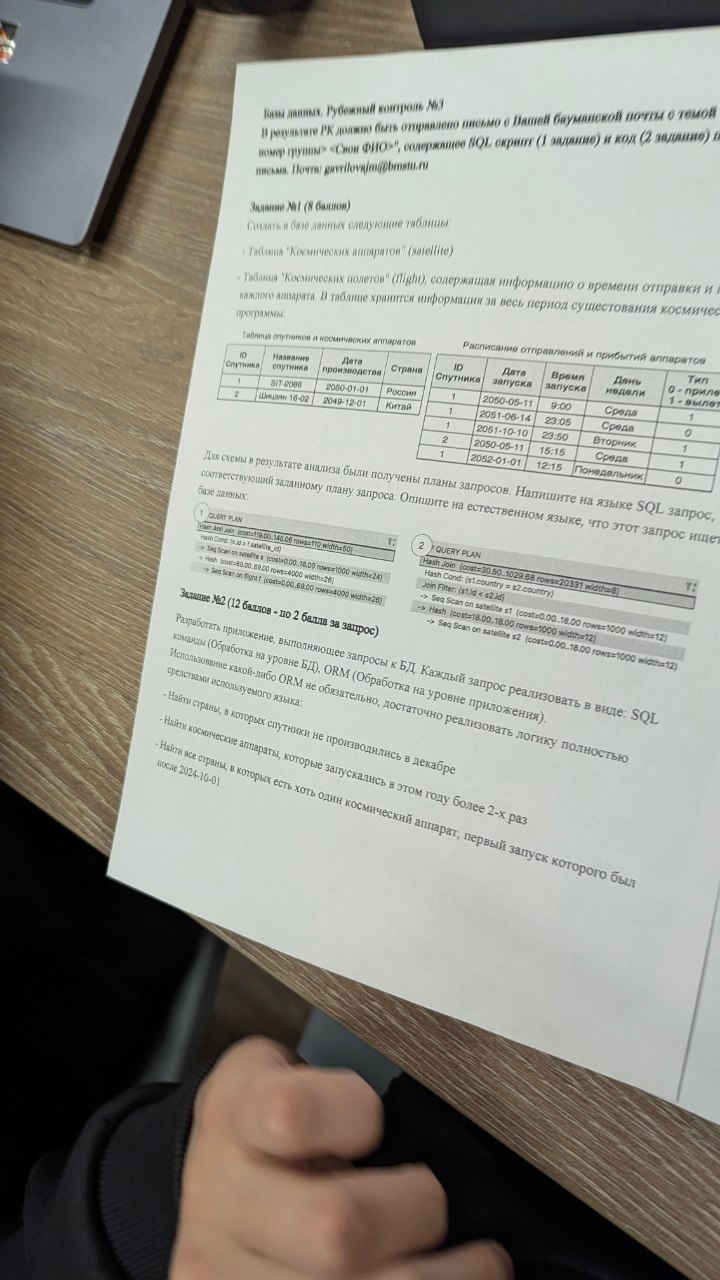 Базы данных. Рубежный контроль №3
В результате РК должно быть отправлено письмо с Вашей бауманской почты с темой
номер группы> <Свои ФИО>", содержащее SQL скрипт (1 задание) и код (2 задание)
письма. Почта: gavrilovajm@bmstu.ru
Задание №1 (8 баллов)
Создать в базе данных следующие таблицы:
- Таблица "Космических аппаратов" (satellite)
- Таблица "Космических полетов" (flight), содержащая информацию о времени отправки и
каждого аппарата. В таблице хранится информация за весь период сущестования
программы.
Таблица спутников и космических аппаратов
ID Спутника Название спутника Дата производства Страна
1 SIT-2086 2050-01-01 Россия
2 Шицзян 16-02 2049-12-01 Китай
Расписание отправлений и прибытий аппаратов
ID Спутника Дата запуска Время запуска День недели Тип 0 - 1 -
1 2050-05-11 9:00 Среда 1
1 2051-06-14 23:05 Среда 0
1 2051-10-10 23:50 Вторник 1
2 2050-05-11 15:15 Среда 1
1 2052-01-01 12:15 Понедельник 0
Для схемы в результате анализа были получены планы запросов. Напишите на языке SQL запрос,
соответствующий заданному плану запроса. Опишите на естественном языке, что этот запрос ищет
базе данных:
1 QUERY PLAN
Hash Anti Join (cost=119.00..145.06 rows=110 width=50)
Hash Cond: (s.id = f.satellite_id)
-> Seq Scan on satellite s (cost=0.00..18.00 rows=1000 width=24)
-> Hash (cost=69.00..69.00 rows=4000 width=26)
-> Seq Scan on flight f (cost=0.00..69.00 rows=4000 width=26)
2 QUERY PLAN
Hash Join (cost=30.50..1029.68 rows=20331 width=8)
Hash Cond: (s1.country = s2.country)
Join Filter: (s1.id < s2.id)
-> Seq Scan on satellite s1 (cost=0.00..18.00 rows=1000 width=12)
-> Hash (cost=18.00..18.00 rows=1000 width=12)
-> Seq Scan on satellite s2 (cost=0.00..18.00 rows=1000 width=12)
Задание №2 (12 баллов - по 2 балла за запрос)
Разработать приложение, выполняющее запросы к БД. Каждый запрос реализовать в виде: SQL
команды (Обработка на уровне БД), ORM (Обработка на уровне приложения).
Использование какой-либо ORM не обязательно, достаточно реализовать логику полностью
средствами используемого языка:
- Найти страны, в которых спутники не производились в декабре
- Найти космические аппараты, которые запускались в этом году более 2-х раз
- Найти все страны, в которых есть хоть один космический аппарат, первый запуск которого был
после 2024-10-01